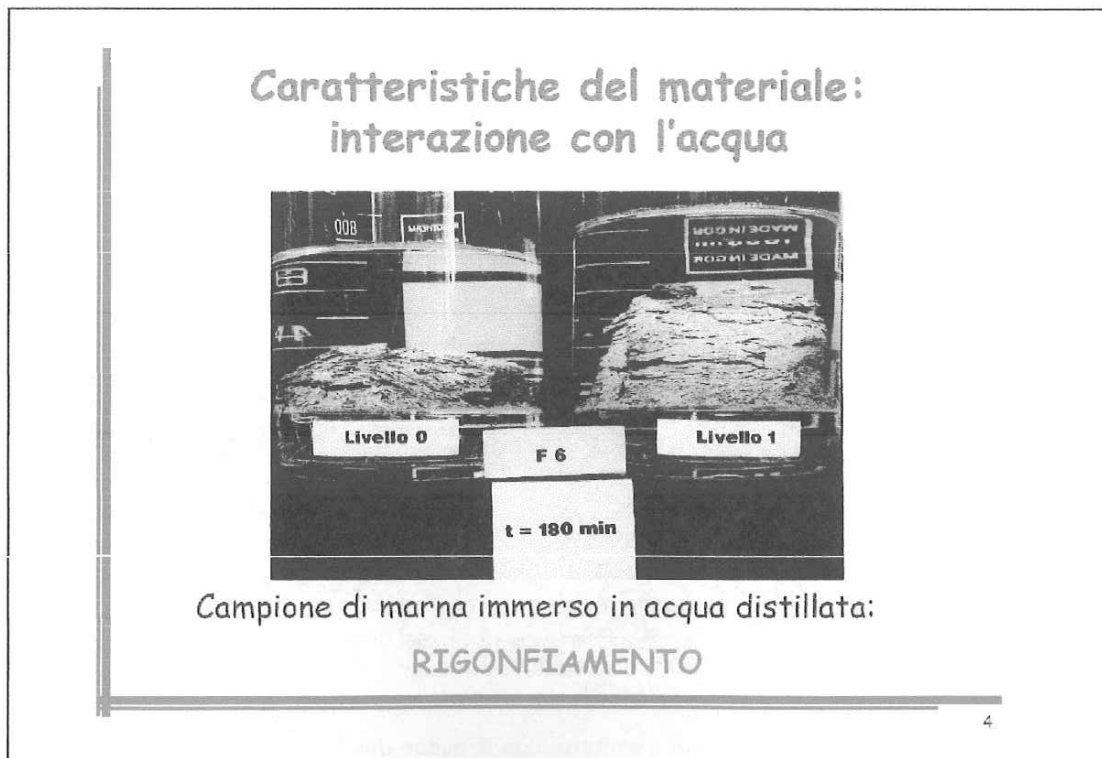 Caratteristiche del materiale:
interazione con l'acqua
Livello 0
F 6
Livello 1
t = 180 min
Campione di marna immerso in acqua distillata:
RIGONFIAMENTO
4